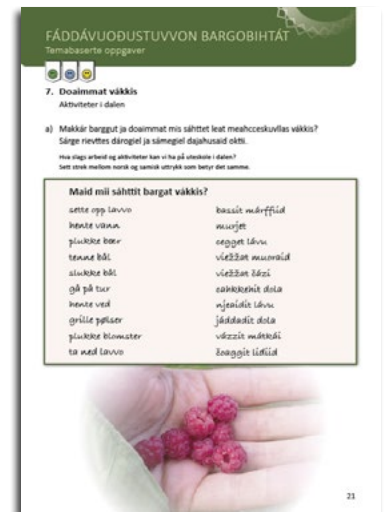 FÁDDÁVUOĐUSTUVVON BARGOBIHTÁT
Temabaserte oppgaver
7. Doaimmat vákkis
Aktiviteter i dalen
a) Makkár barggut ja doaimmat mis sáhttet leat meahcceskuvllas vákkis?
Sárge rievttes dárogiel ja sámegiel dajahusaid oktii.
Hva slags arbeid og aktiviteter kan vi ha på uteskole i dalen?
Sett strek mellom norsk og samisk uttrykk som betyr det samme.
Maid mii sáhttit bargat vákkis?
sette opp lavvo bassit márffiid
hente vann murjet
plukke bær cegget lávu
tenne bål viežžat muoraid
slukke bål viežžat čázi
gå på tur cahkkehit dola
hente ved njeaidit lávu
grille pølser jáddadit dola
plukke blomster vázzit mátkái
ta ned lavvo čoaggit liđiid
21